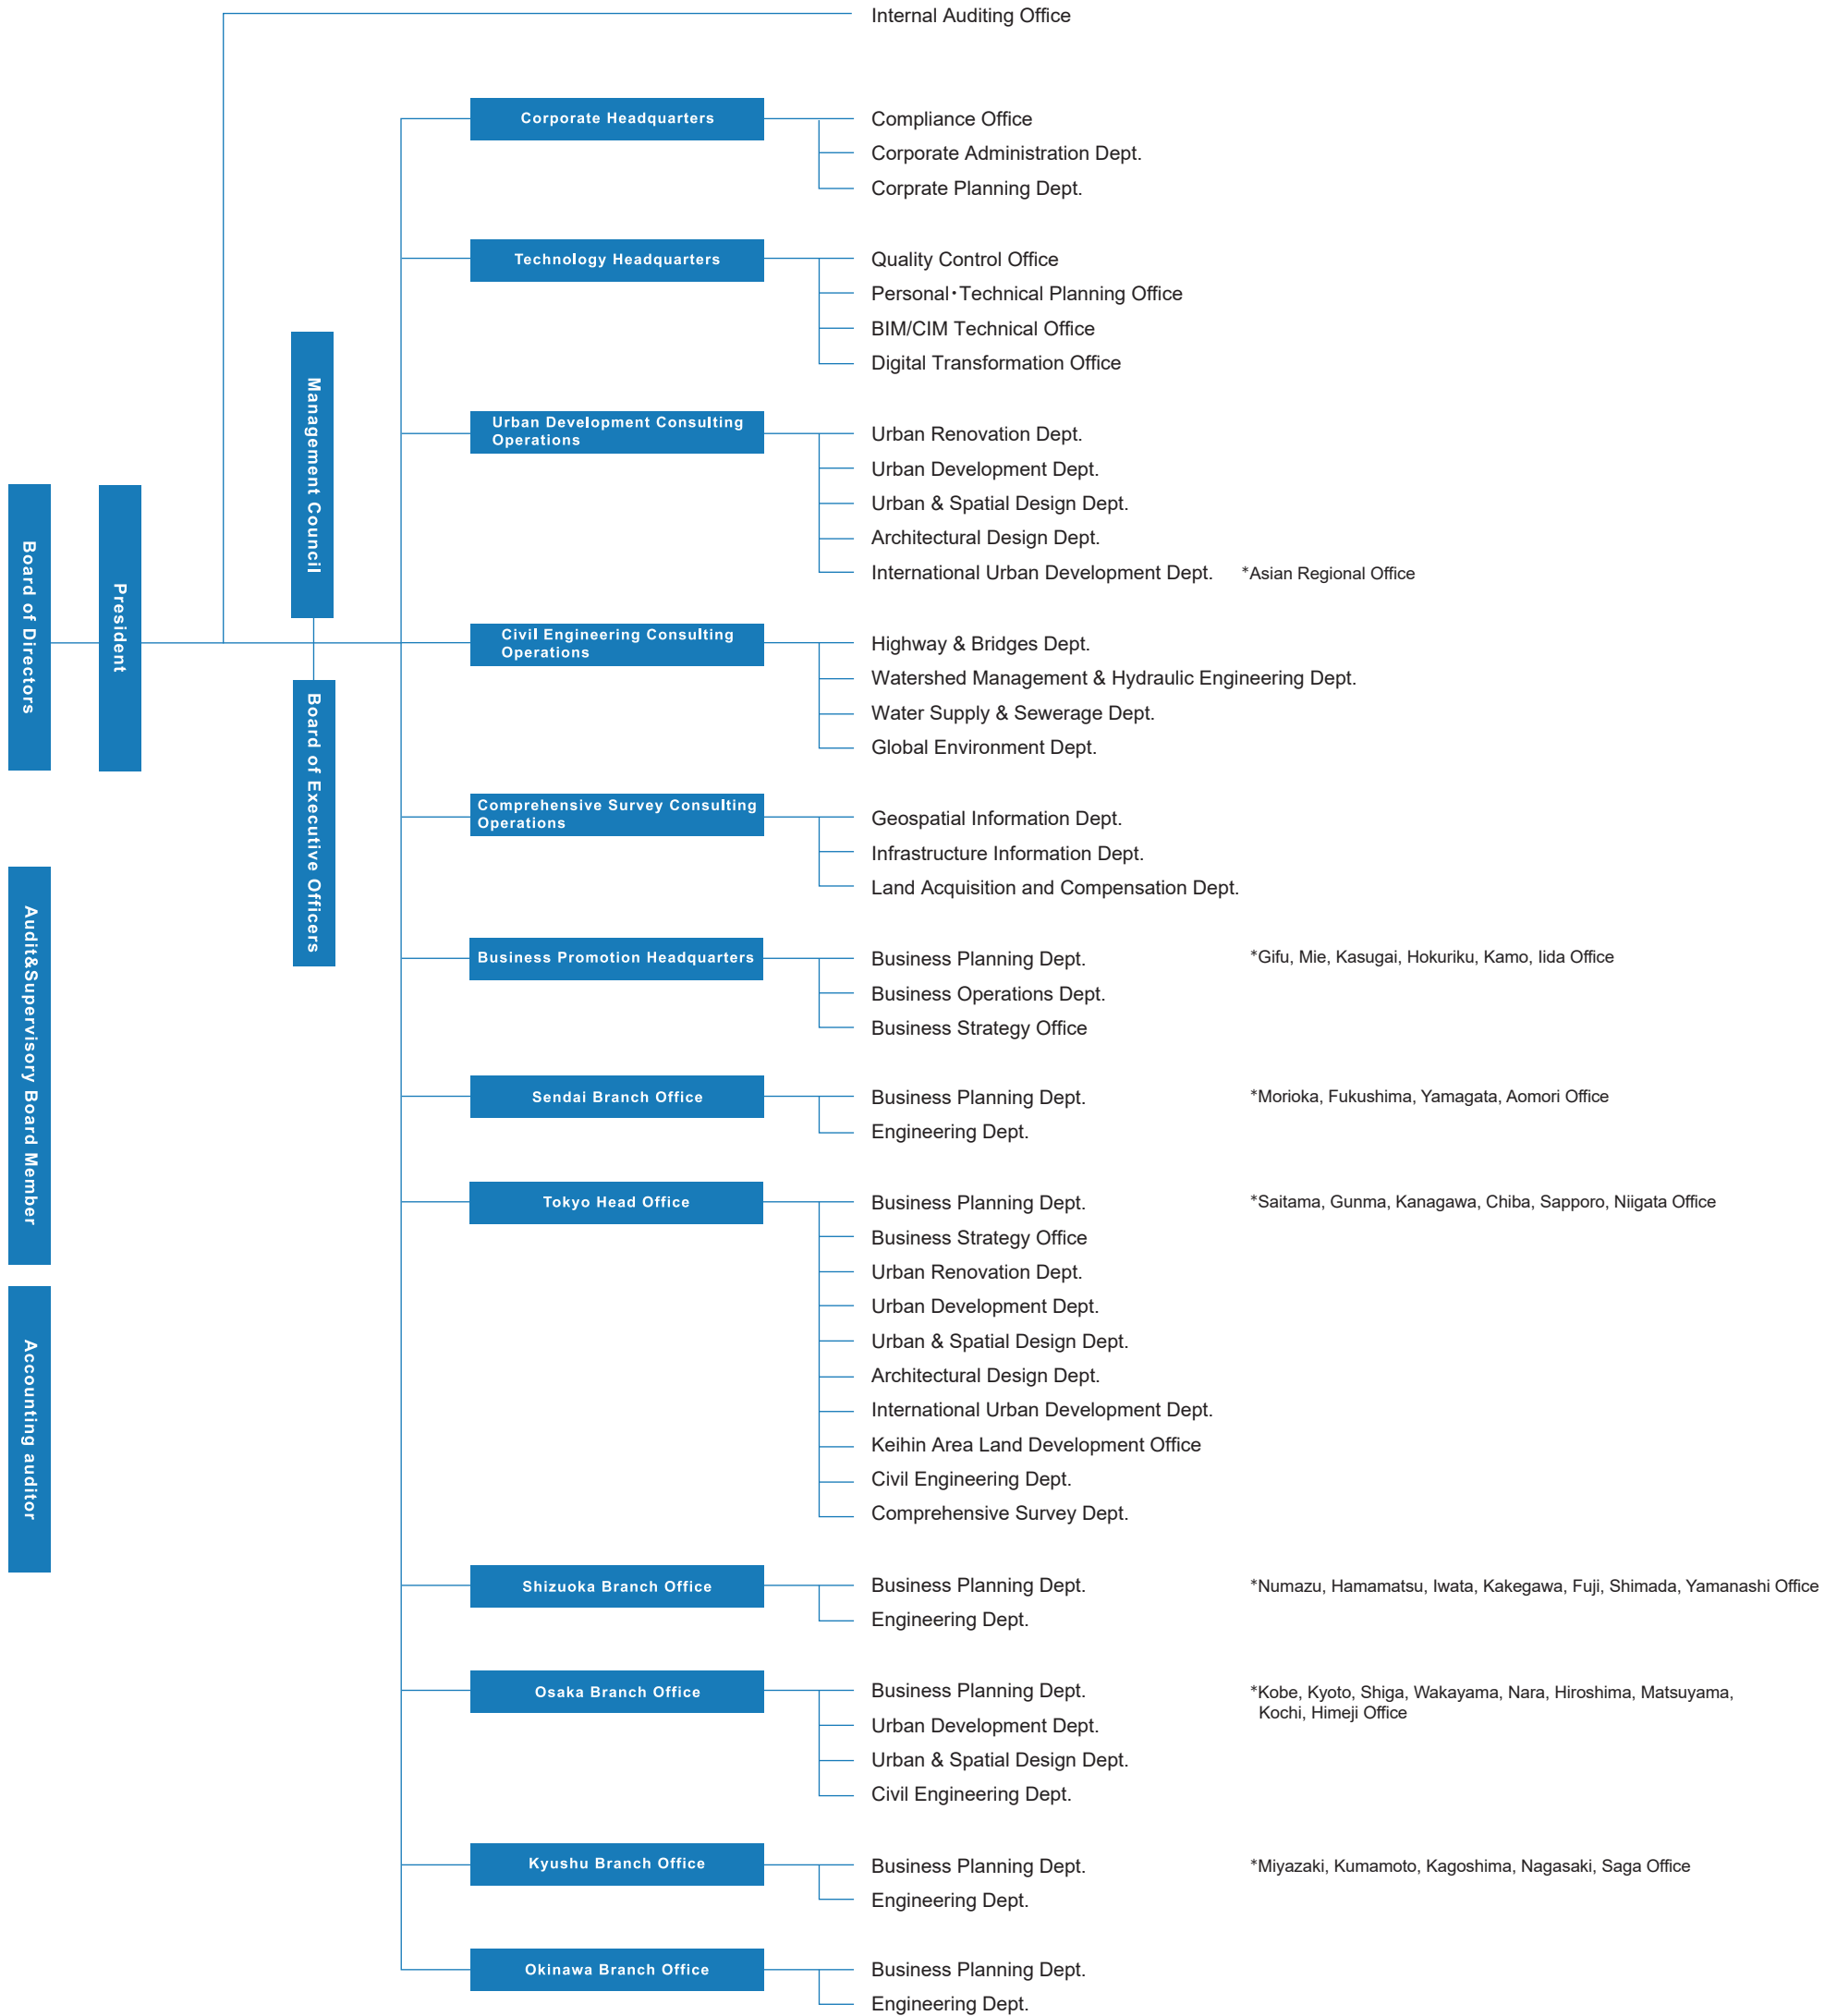 Internal Auditing Office
Corporate Headquarters
Compliance Office
Corporate Administration Dept.
Corprate Planning Dept.
Technology Headquarters
Quality Control Office
Personal・Technical Planning Office
BIM/CIM Technical Office
Digital Transformation Office
Management Council
Urban Development Consulting
Operations
Urban Renovation Dept.
Urban Development Dept.
Urban & Spatial Design Dept.
Architectural Design Dept.
International Urban Development Dept. *Asian Regional Office
Board of Directors
President
Civil Engineering Consulting
Operations
Highway & Bridges Dept.
Watershed Management & Hydraulic Engineering Dept.
Water Supply & Sewerage Dept.
Global Environment Dept.
Board of Executive Officers
Comprehensive Survey Consulting
Operations
Geospatial Information Dept.
Infrastructure Information Dept.
Land Acquisition and Compensation Dept.
Audit&Supervisory Board Member
Business Promotion Headquarters
Business Planning Dept. *Gifu, Mie, Kasugai, Hokuriku, Kamo, Iida Office
Business Operations Dept.
Business Strategy Office
Sendai Branch Office
Business Planning Dept. *Morioka, Fukushima, Yamagata, Aomori Office
Engineering Dept.
Tokyo Head Office
Business Planning Dept. *Saitama, Gunma, Kanagawa, Chiba, Sapporo, Niigata Office
Business Strategy Office
Urban Renovation Dept.
Urban Development Dept.
Urban & Spatial Design Dept.
Architectural Design Dept.
International Urban Development Dept.
Keihin Area Land Development Office
Civil Engineering Dept.
Comprehensive Survey Dept.
Accounting auditor
Shizuoka Branch Office
Business Planning Dept. *Numazu, Hamamatsu, Iwata, Kakegawa, Fuji, Shimada, Yamanashi Office
Engineering Dept.
Osaka Branch Office
Business Planning Dept. *Kobe, Kyoto, Shiga, Wakayama, Nara, Hiroshima, Matsuyama,
Kochi, Himeji Office
Urban Development Dept.
Urban & Spatial Design Dept.
Civil Engineering Dept.
Kyushu Branch Office
Business Planning Dept. *Miyazaki, Kumamoto, Kagoshima, Nagasaki, Saga Office
Engineering Dept.
Okinawa Branch Office
Business Planning Dept.
Engineering Dept.